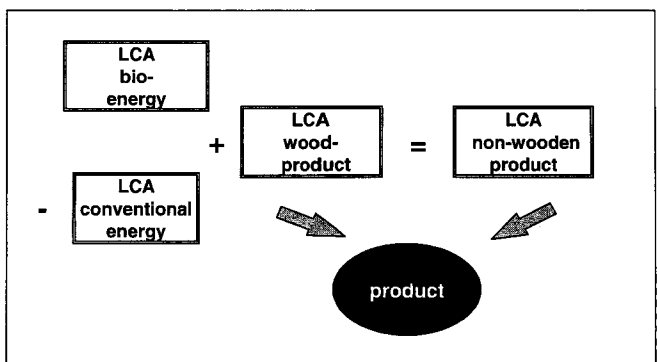 LCA
bio-
energy
+
LCA
wood-
product
=
LCA
non-wooden
product
-
LCA
conventional
energy
product